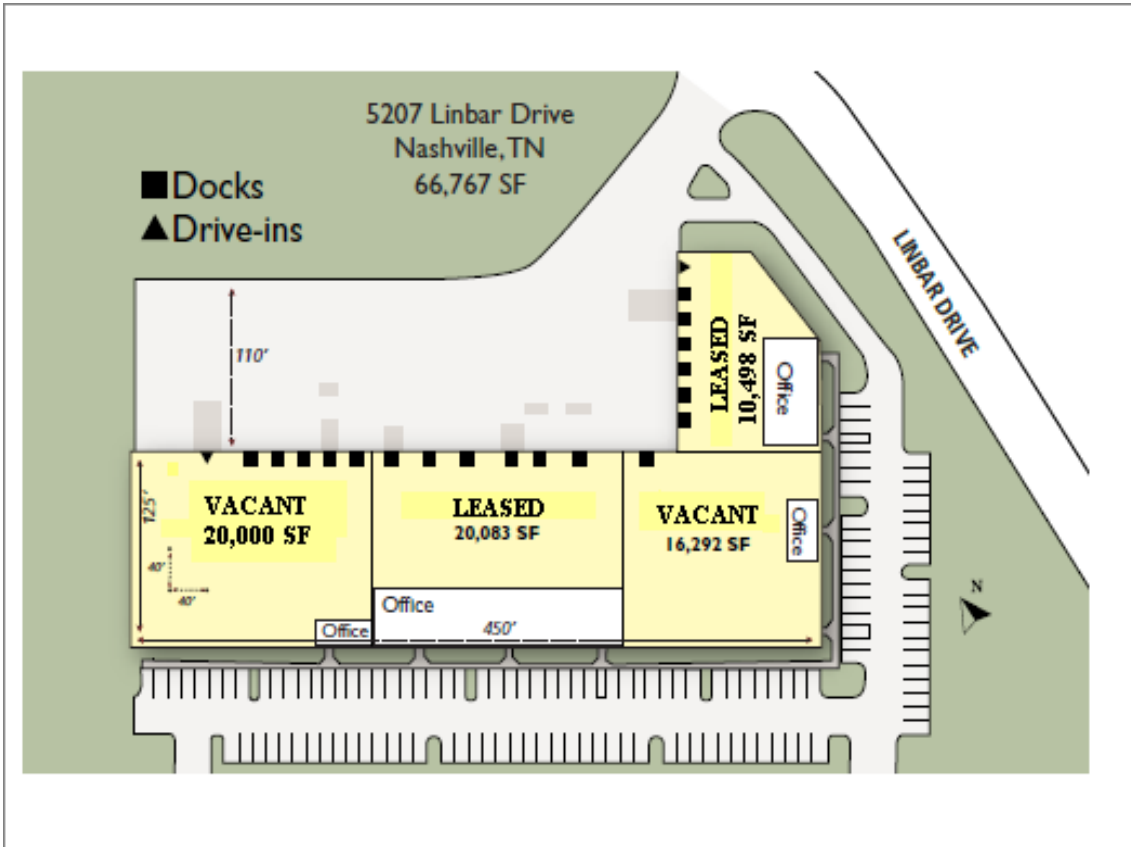 5207 Linbar Drive
Nashville, TN
66,767 SF
Docks
Drive-ins
LINBAR DRIVE
110'
LEASED
10,498 SF
Office
125'
VACANT
20,000 SF
40'
40'
Office
LEASED
20,083 SF
Office
450'
VACANT
16,292 SF
Office
N